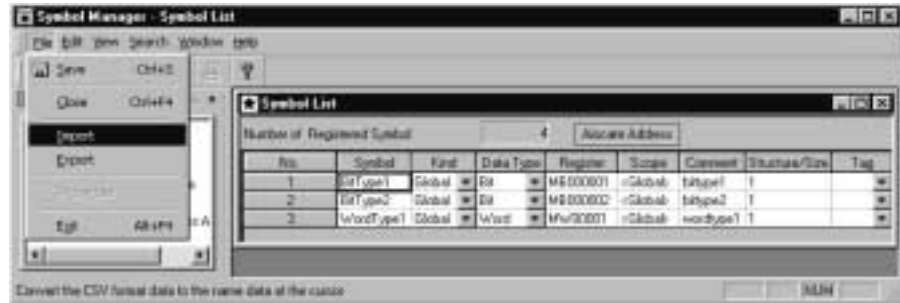 Symbol Manager - Symbol List
File Edit View Search Window Help
Save Ctrl+S
Close Ctrl+F4
Import
Export
Exit Alt+F4
Symbol List
Number of Registered Symbol 4 Allocate Address
No. Symbol Kind Data Type Register Scope Comment Structure/Size Tag
1 BitType1 Global Bit MB000001 <Global> bittype1 1
2 BitType2 Global Bit MB000002 <Global> bittype2 1
3 WordType1 Global Word MW00001 <Global> wordtype1 1
Convert the CSV format data to the name data at the cursor
NUM